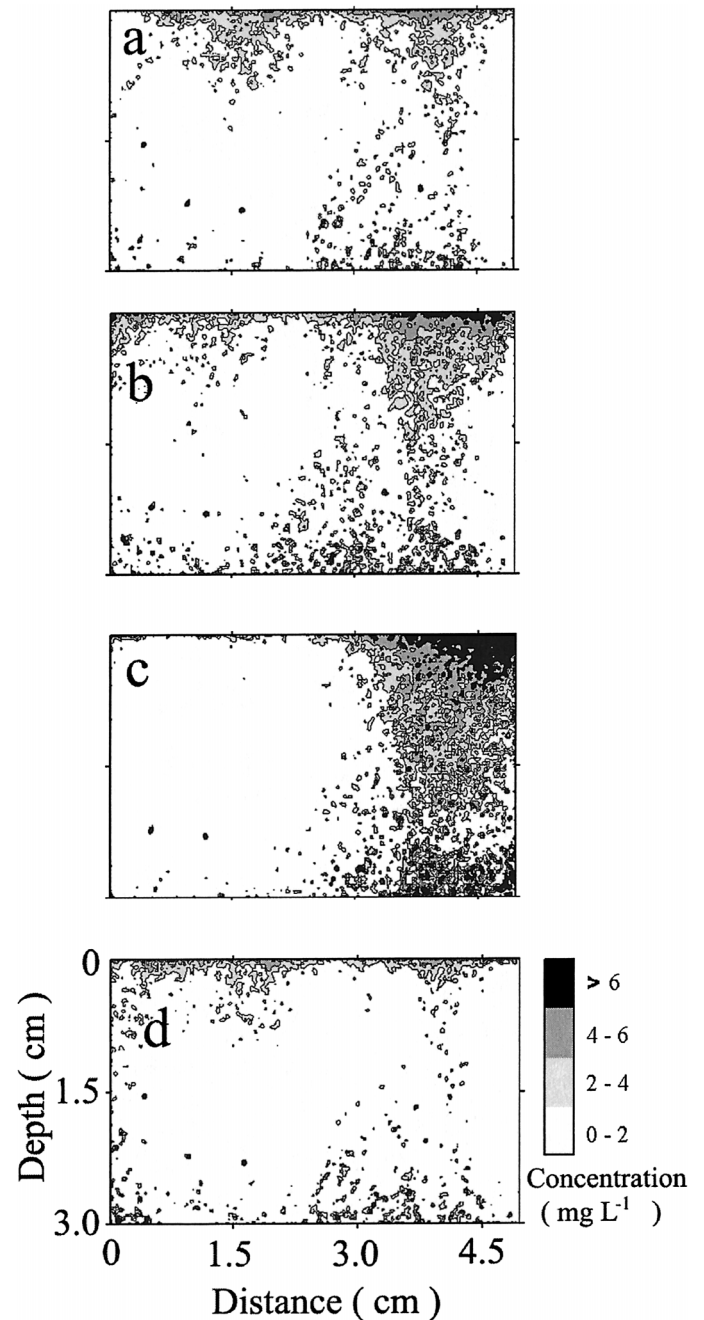 a
b
c
d
0
1.5
3.0
Depth ( cm )
0 1.5 3.0 4.5
Distance ( cm )
> 6
4 - 6
2 - 4
0 - 2
Concentration
( mg L⁻¹ )